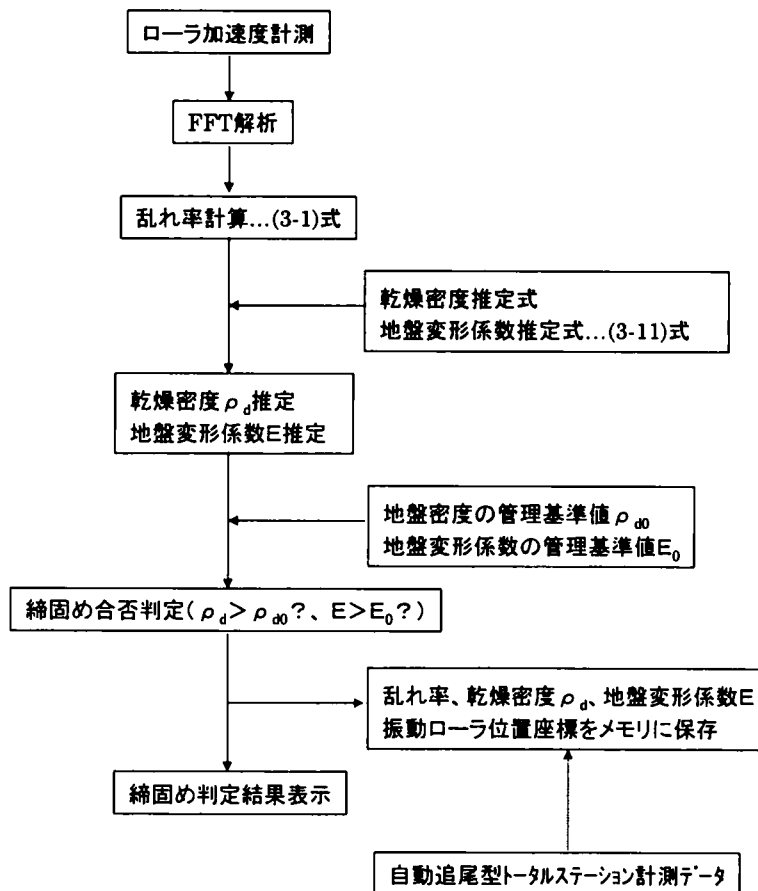 ローラ加速度計測
FFT解析
乱れ率計算...(3-1)式
乾燥密度推定式
地盤変形係数推定式...(3-11)式
乾燥密度ρd推定
地盤変形係数E推定
地盤密度の管理基準値ρd0
地盤変形係数の管理基準値E0
締固め合否判定(ρd>ρd0?、E>E0?)
乱れ率、乾燥密度ρd、地盤変形係数E
振動ローラ位置座標をメモリに保存
締固め判定結果表示
自動追尾型トータルステーション計測データ